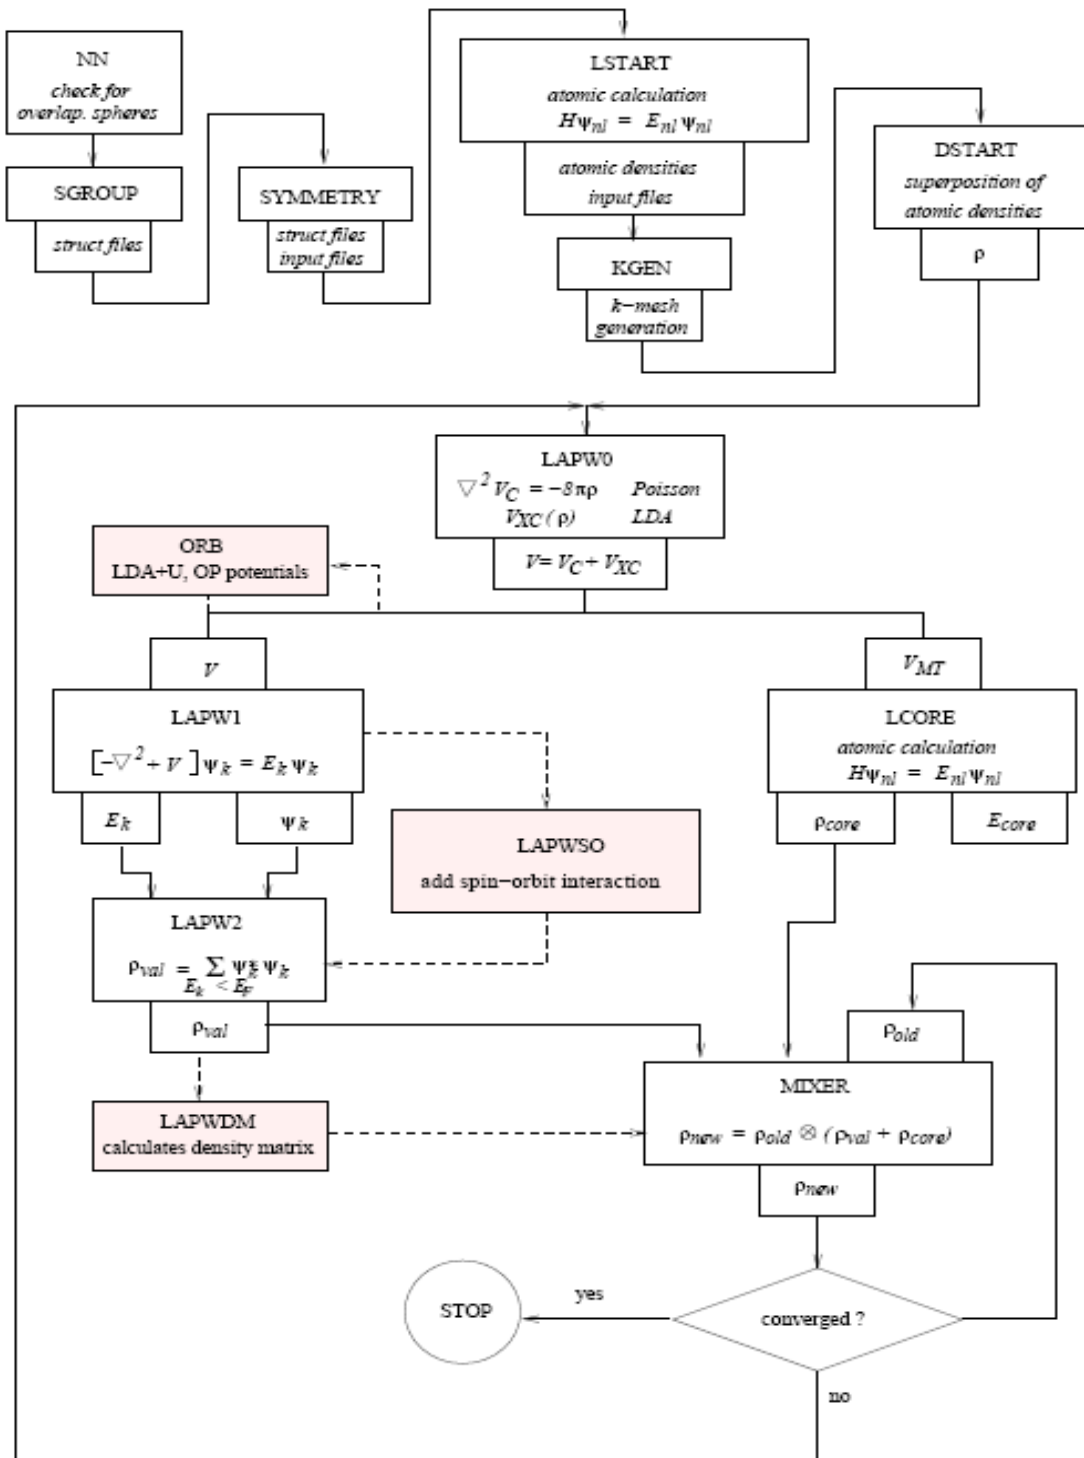 NN
check for
overlap. spheres
SGROUP
struct files
SYMMETRY
struct files
input files
LSTART
atomic calculation
Hψnl = Enl ψnl
atomic densities
input files
KGEN
k−mesh
generation
DSTART
superposition of
atomic densities
ρ
LAPW0
▽² VC = −8πρ Poisson
VXC(ρ) LDA
V = VC + VXC
ORB
LDA+U, OP potentials
V
LAPW1
[−▽² + V] ψk = Ek ψk
Ek ψk
VMT
LCORE
atomic calculation
Hψnl = Enl ψnl
ρcore Ecore
LAPWSO
add spin−orbit interaction
LAPW2
ρval = Σ ψ*k ψk
Ek < EF
ρval
LAPWDM
calculates density matrix
ρold
MIXER
ρnew = ρold ⊗ (ρval + ρcore)
ρnew
STOP
yes
converged ?
no